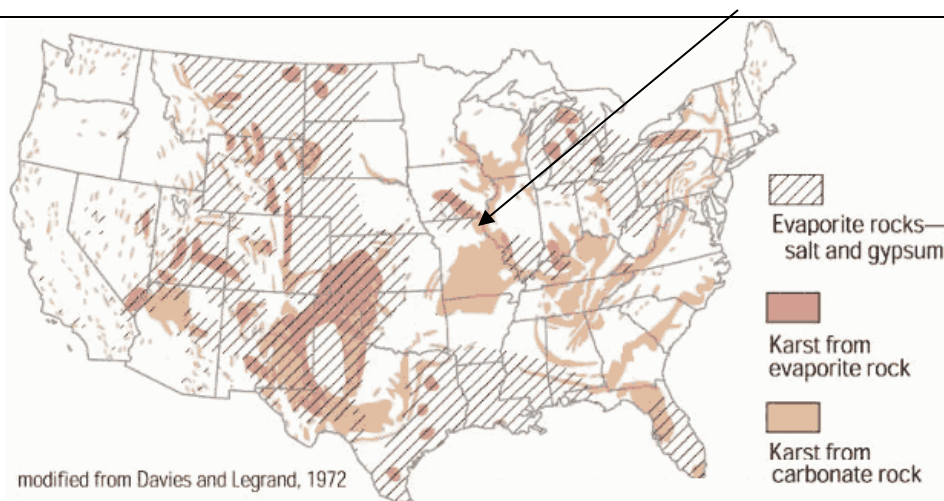 Evaporite rocks—
salt and gypsum
Karst from
evaporite rock
Karst from
carbonate rock
modified from Davies and Legrand, 1972